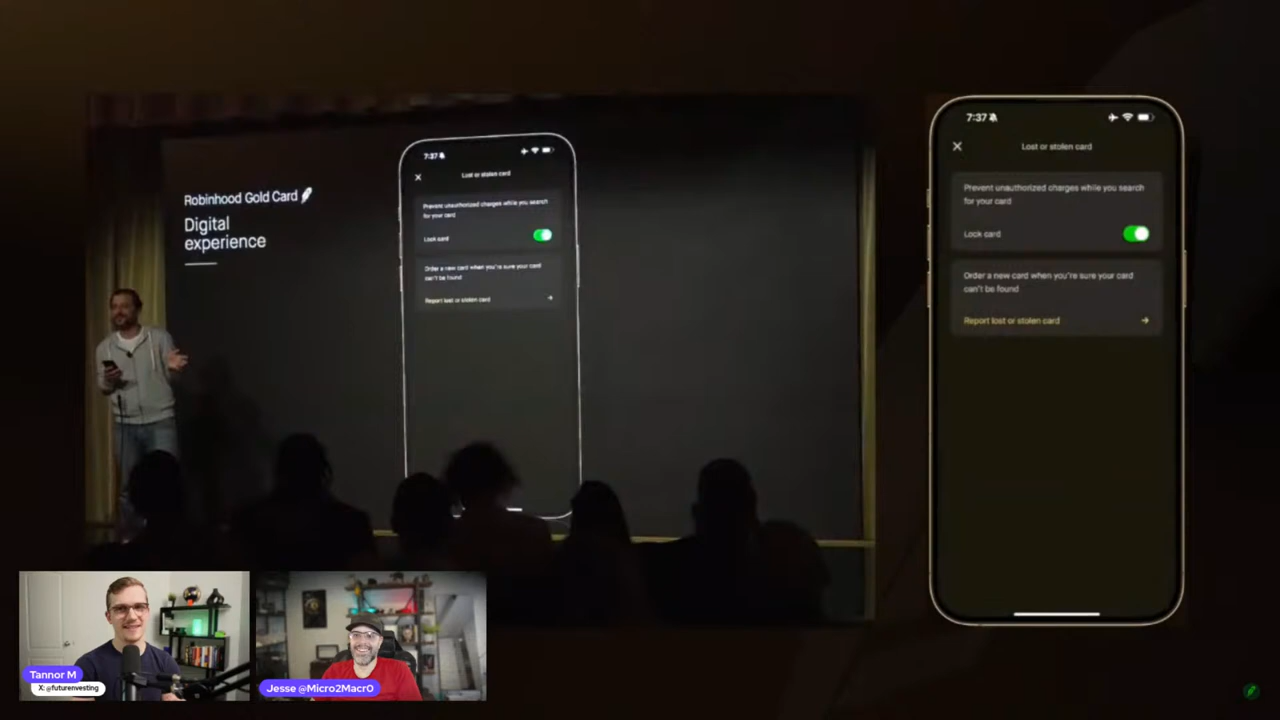 Robinhood Gold Card
Digital
experience
7:37
Lost or stolen card
Prevent unauthorized charges while you search
for your card
Lock card
Order a new card when you're sure your card
can't be found
Report lost or stolen card
7:37
Lost or stolen card
Prevent unauthorized charges while you search
for your card
Lock card
Order a new card when you're sure your card
can't be found
Report lost or stolen card
Tannor M
X: @futurenvesting
Jesse @Micro2Macr0